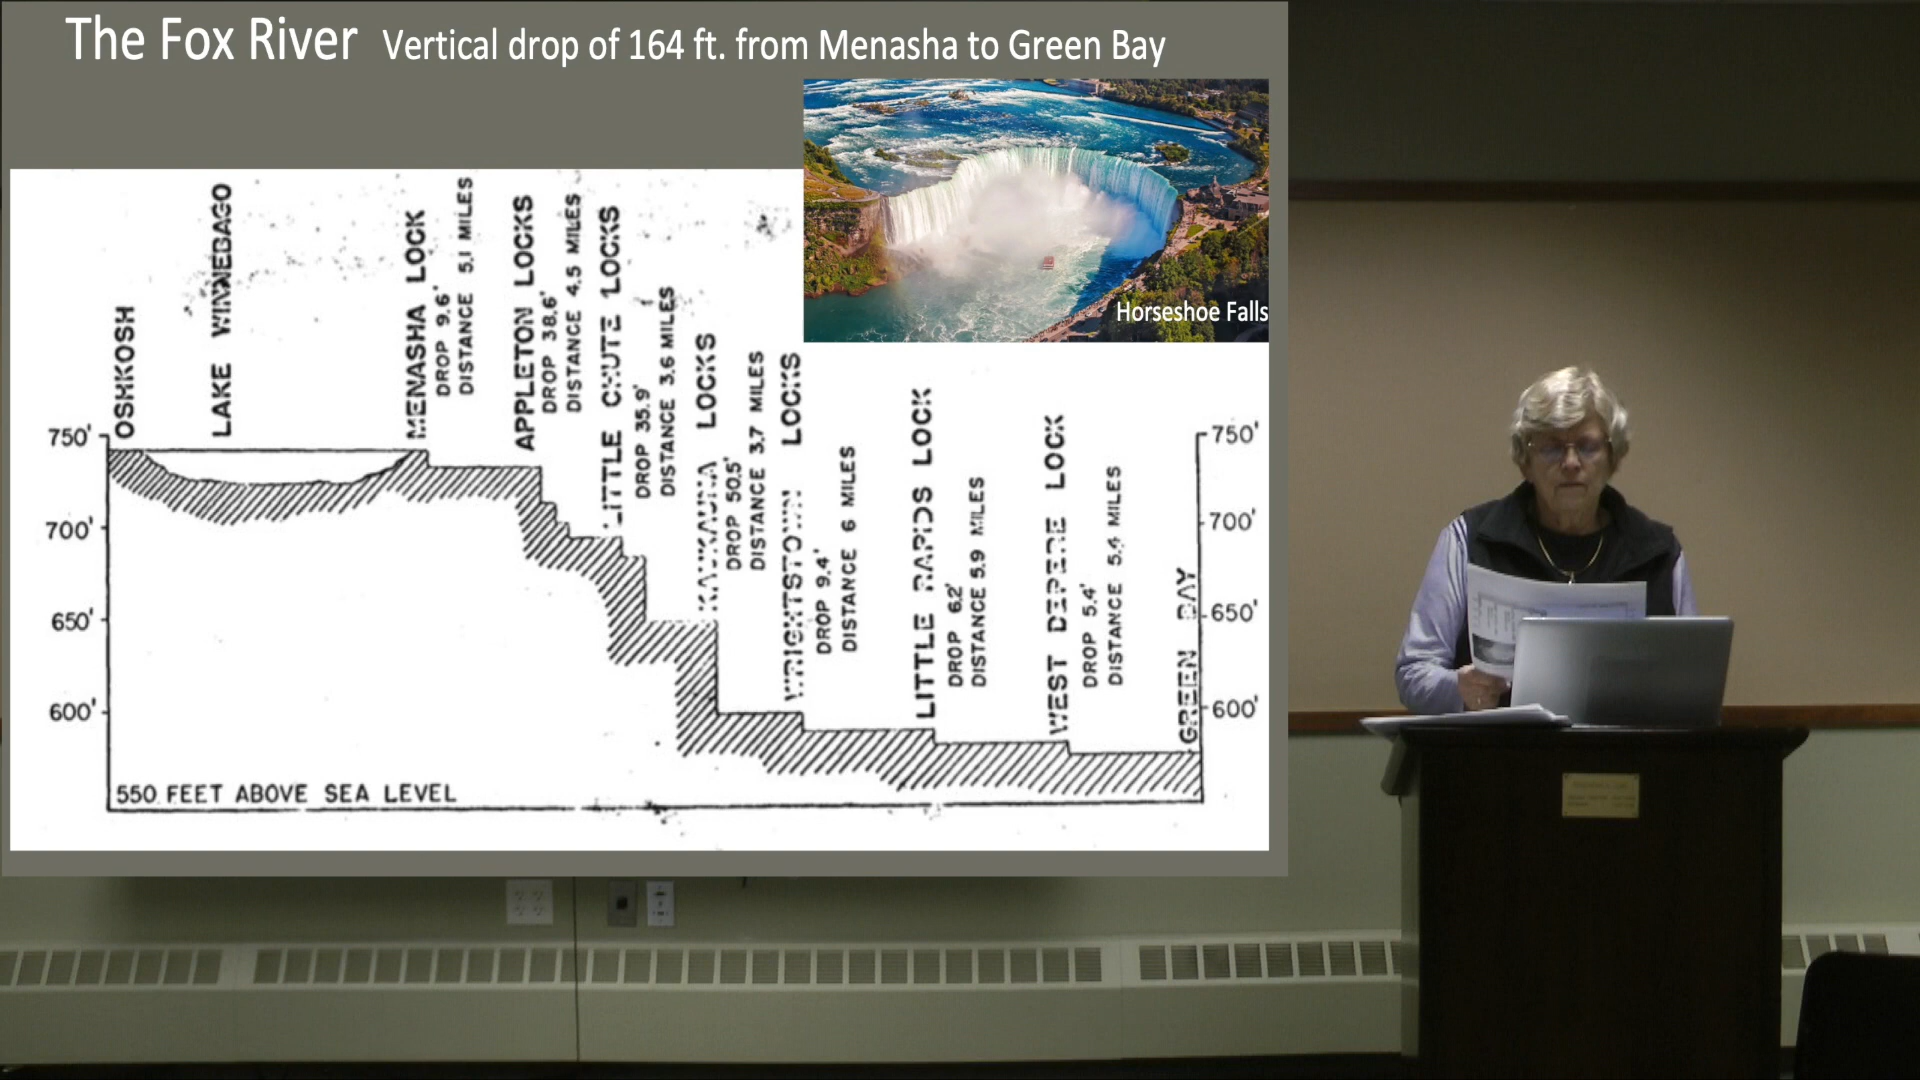 The Fox River Vertical drop of 164 ft. from Menasha to Green Bay
Horseshoe Falls
OSHKOSH
LAKE WINNEBAGO
MENASHA LOCK
DROP 9.6'
DISTANCE 5.1 MILES
APPLETON LOCKS
DROP 38.6'
DISTANCE 4.5 MILES
LITTLE CHUTE LOCKS
DROP 35.9'
DISTANCE 3.6 MILES
KAUKAUNA LOCKS
DROP 50.5'
DISTANCE 3.7 MILES
WRIGHTSTOWN LOCKS
DROP 9.4'
DISTANCE 6 MILES
LITTLE RAPIDS LOCK
DROP 6.2'
DISTANCE 5.9 MILES
WEST DEPERE LOCK
DROP 5.4'
DISTANCE 5.4 MILES
GREEN BAY
750'
700'
650'
600'
750'
700'
650'
600'
550 FEET ABOVE SEA LEVEL